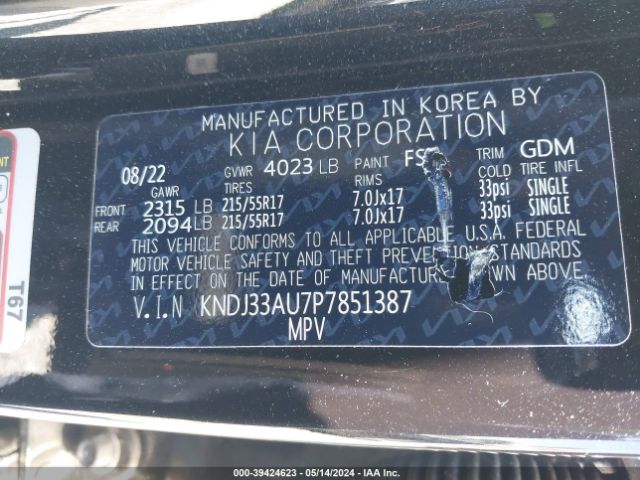 MANUFACTURED IN KOREA BY
KIA CORPORATION
08/22 GVWR 4023 LB PAINT TRIM GDM
GAWR TIRES RIMS COLD TIRE INFL
FRONT 2315 LB 215/55R17 7.0Jx17 33psi SINGLE
REAR 2094 LB 215/55R17 7.0Jx17 33psi SINGLE
THIS VEHICLE CONFORMS TO ALL APPLICABLE U.S.A. FEDERAL
MOTOR VEHICLE SAFETY AND THEFT PREVENTION STANDARDS
IN EFFECT ON THE DATE OF MANUFACTURE ABOVE.
V.I.N KNDJ33AU7P7851387
MPV
T67
000-39424623 - 05/14/2024 - IAA Inc.